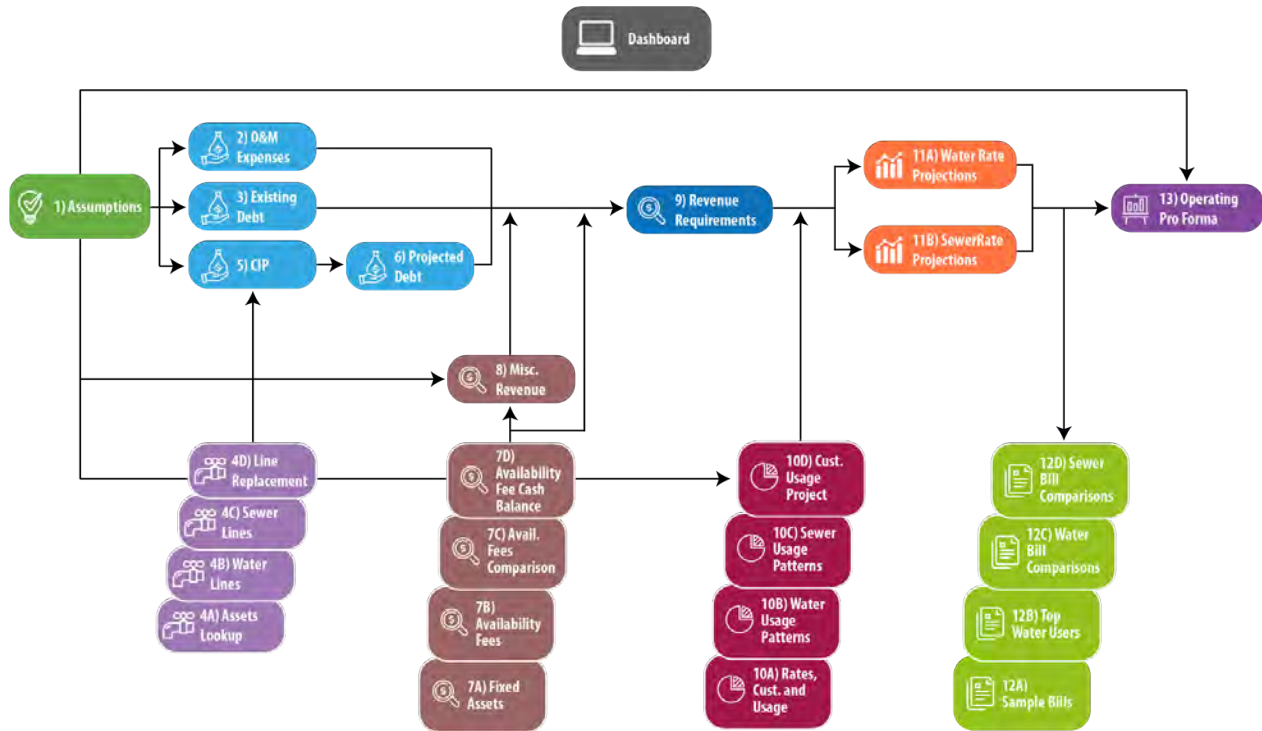 Dashboard
2) O&M
Expenses
1) Assumptions
3) Existing
Debt
5) CIP
6) Projected
Debt
9) Revenue
Requirements
11A) Water Rate
Projections
11B) SewerRate
Projections
13) Operating
Pro Forma
8) Misc.
Revenue
4D) Line
Replacement
4C) Sewer
Lines
4B) Water
Lines
4A) Assets
Lookup
7D)
Availability
Fee Cash
Balance
7C) Avail.
Fees
Comparison
7B)
Availability
Fees
7A) Fixed
Assets
10D) Cust.
Usage
Project
10C) Sewer
Usage
Patterns
10B) Water
Usage
Patterns
10A) Rates,
Cust. and
Usage
12D) Sewer
Bill
Comparisons
12C) Water
Bill
Comparisons
12B) Top
Water Users
12A)
Sample Bills